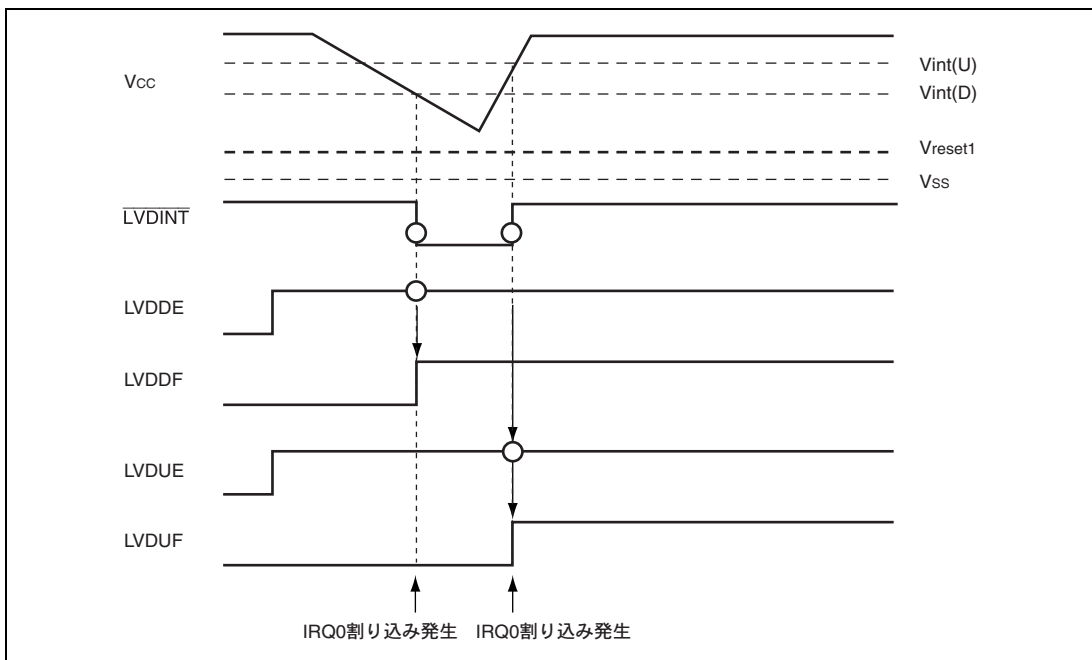 Vcc
Vint(U)
Vint(D)
Vreset1
Vss
LVDINT
LVDDE
LVDDF
LVDUE
LVDUF
IRQ0割り込み発生 IRQ0割り込み発生